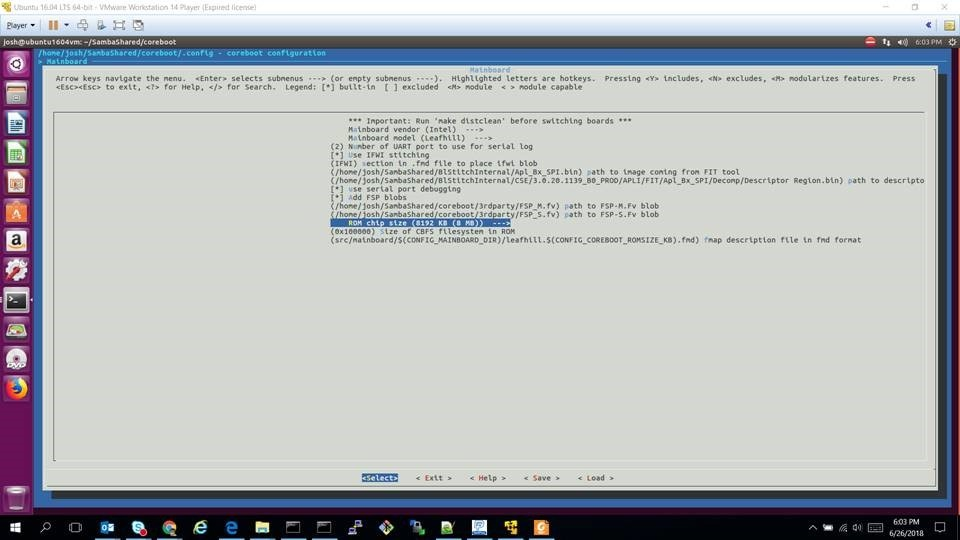 Ubuntu 16.04 LTS 64-bit - VMware Workstation 14 Player (Expired license)
Player
josh@ubuntu1604vm: ~/SambaShared/coreboot
6:03 PM
/home/josh/SambaShared/coreboot/.config - coreboot configuration
> Mainboard
Mainboard
Arrow keys navigate the menu. <Enter> selects submenus ---> (or empty submenus ----). Highlighted letters are hotkeys. Pressing <Y> includes, <N> excludes, <M> modularizes features. Press
<Esc><Esc> to exit, <?> for Help, </> for Search. Legend: [*] built-in [ ] excluded <M> module < > module capable
*** Important: Run 'make distclean' before switching boards ***
Mainboard vendor (Intel) --->
Mainboard model (Leafhill) --->
(2) Number of UART port to use for serial log
[*] Use IFWI stitching
(IFWI) section in .fmd file to place ifwi blob
(/home/josh/SambaShared/BlStitchInternal/Apl_Bx_SPI.bin) path to image coming from FIT tool
(/home/josh/SambaShared/BlStitchInternal/CSE/3.0.20.1139_B0_PROD/APLI/FIT/Apl_Bx_SPI/Decomp/Descriptor Region.bin) path to descripto
[*] Use serial port debugging
[*] Add FSP blobs
(/home/josh/SambaShared/coreboot/3rdparty/FSP_M.fv) path to FSP-M.Fv blob
(/home/josh/SambaShared/coreboot/3rdparty/FSP_S.fv) path to FSP-S.Fv blob
ROM chip size (8192 KB (8 MB)) --->
(0x100000) Size of CBFS filesystem in ROM
(src/mainboard/$(CONFIG_MAINBOARD_DIR)/leafhill.$(CONFIG_COREBOOT_ROMSIZE_KB).fmd) fmap description file in fmd format
<Select> < Exit > < Help > < Save > < Load >
6:03 PM
6/26/2018